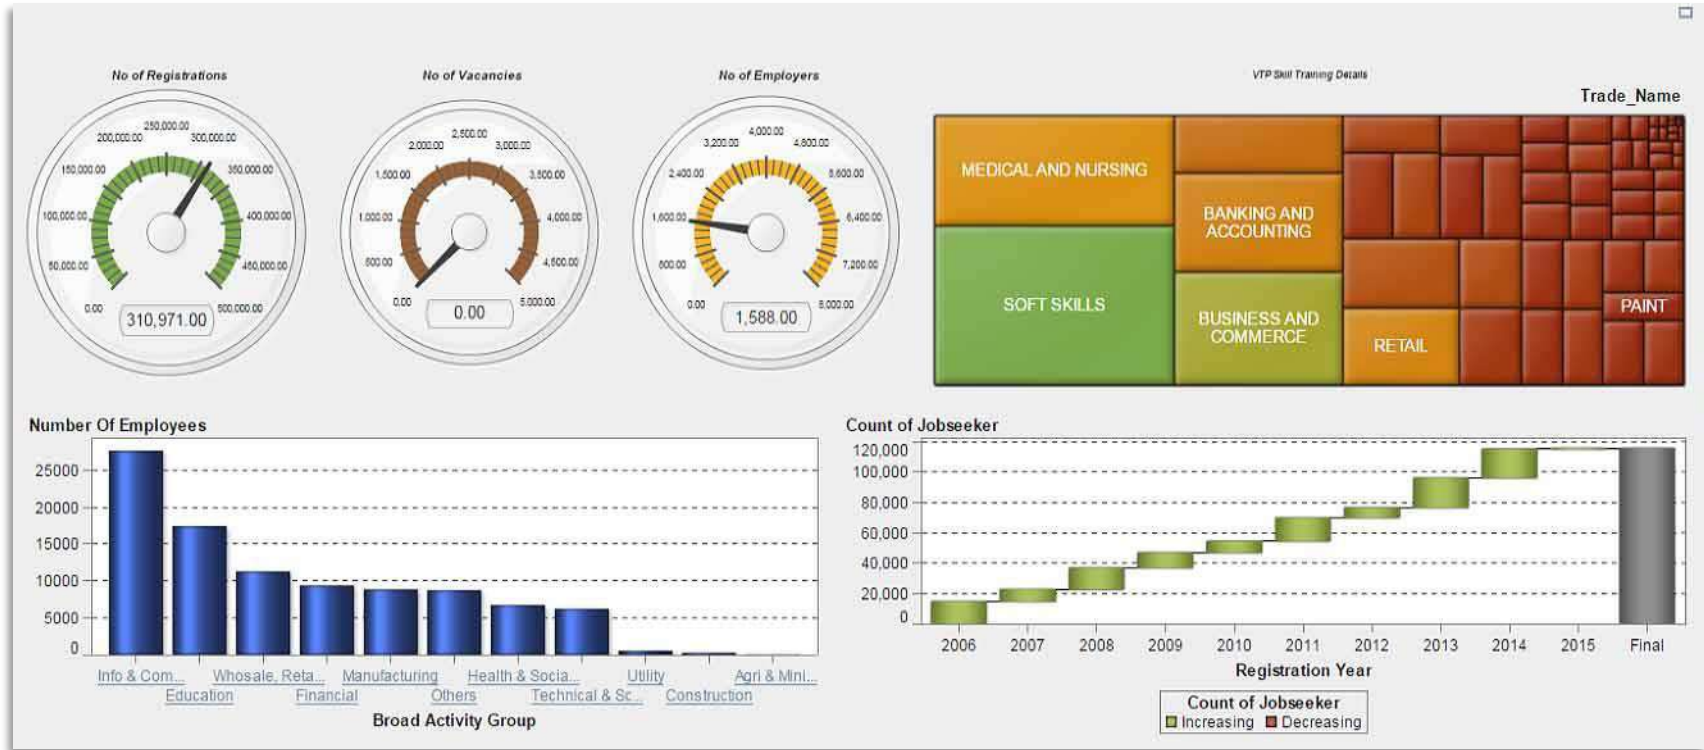 No of Registrations
0.00
50,000.00
100,000.00
150,000.00
200,000.00
250,000.00
300,000.00
350,000.00
400,000.00
450,000.00
500,000.00
310,971.00
No of Vacancies
0.00
500.00
1,000.00
1,500.00
2,000.00
2,500.00
3,000.00
3,500.00
4,000.00
4,500.00
5,000.00
0.00
No of Employers
0.00
800.00
1,600.00
2,400.00
3,200.00
4,000.00
4,800.00
5,600.00
6,400.00
7,200.00
8,000.00
1,588.00
VTP Skill Training Details
Trade_Name
MEDICAL AND NURSING
SOFT SKILLS
BANKING AND
ACCOUNTING
BUSINESS AND
COMMERCE
RETAIL
PAINT
Number Of Employees
25000
20000
15000
10000
5000
0
Info & Com...
Education
Whosale, Reta...
Financial
Manufacturing
Others
Health & Socia...
Technical & Sc...
Utility
Construction
Agri & Mini...
Broad Activity Group
Count of Jobseeker
120,000
100,000
80,000
60,000
40,000
20,000
0
2006 2007 2008 2009 2010 2011 2012 2013 2014 2015 Final
Registration Year
Count of Jobseeker
Increasing Decreasing